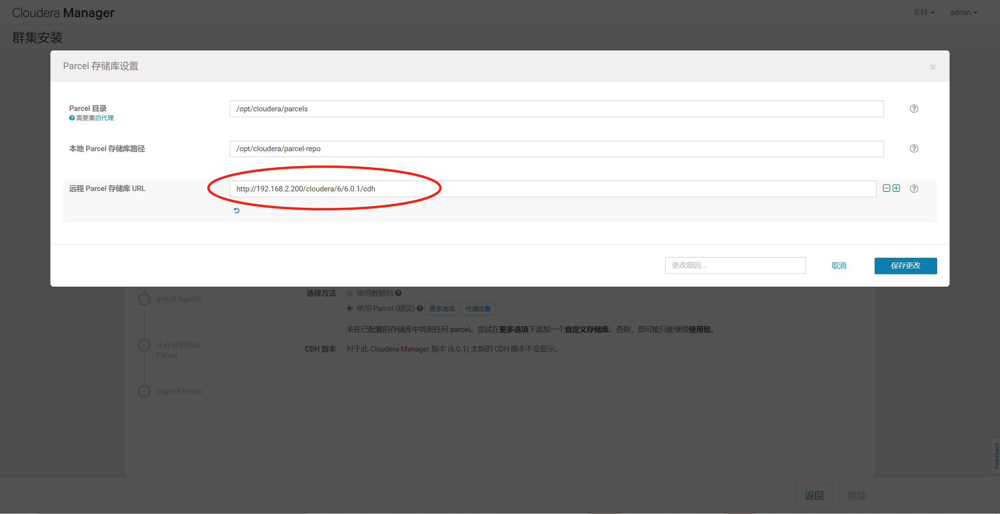 Cloudera Manager
支持 admin
群集安装
Parcel 存储库设置
Parcel 目录
/opt/cloudera/parcels
需要重启代理
本地 Parcel 存储库路径
/opt/cloudera/parcel-repo
远程 Parcel 存储库 URL
http://192.168.2.200/cloudera/6/6.0.1/cdh
更改原因...
取消
保存更改
选择方法
使用数据包
Install Agents
使用 Parcel (建议) 更多选项 代理设置
未在已配置的存储库中找到任何 parcel。尝试在更多选项下添加一个自定义存储库。否则，您可能只能继续使用包。
正在安装选定
Parcel
CDH 版本 对于此 Cloudera Manager 版本 (6.0.1) 太新的 CDH 版本不会显示。
Inspect Hosts
Feedback
返回
继续